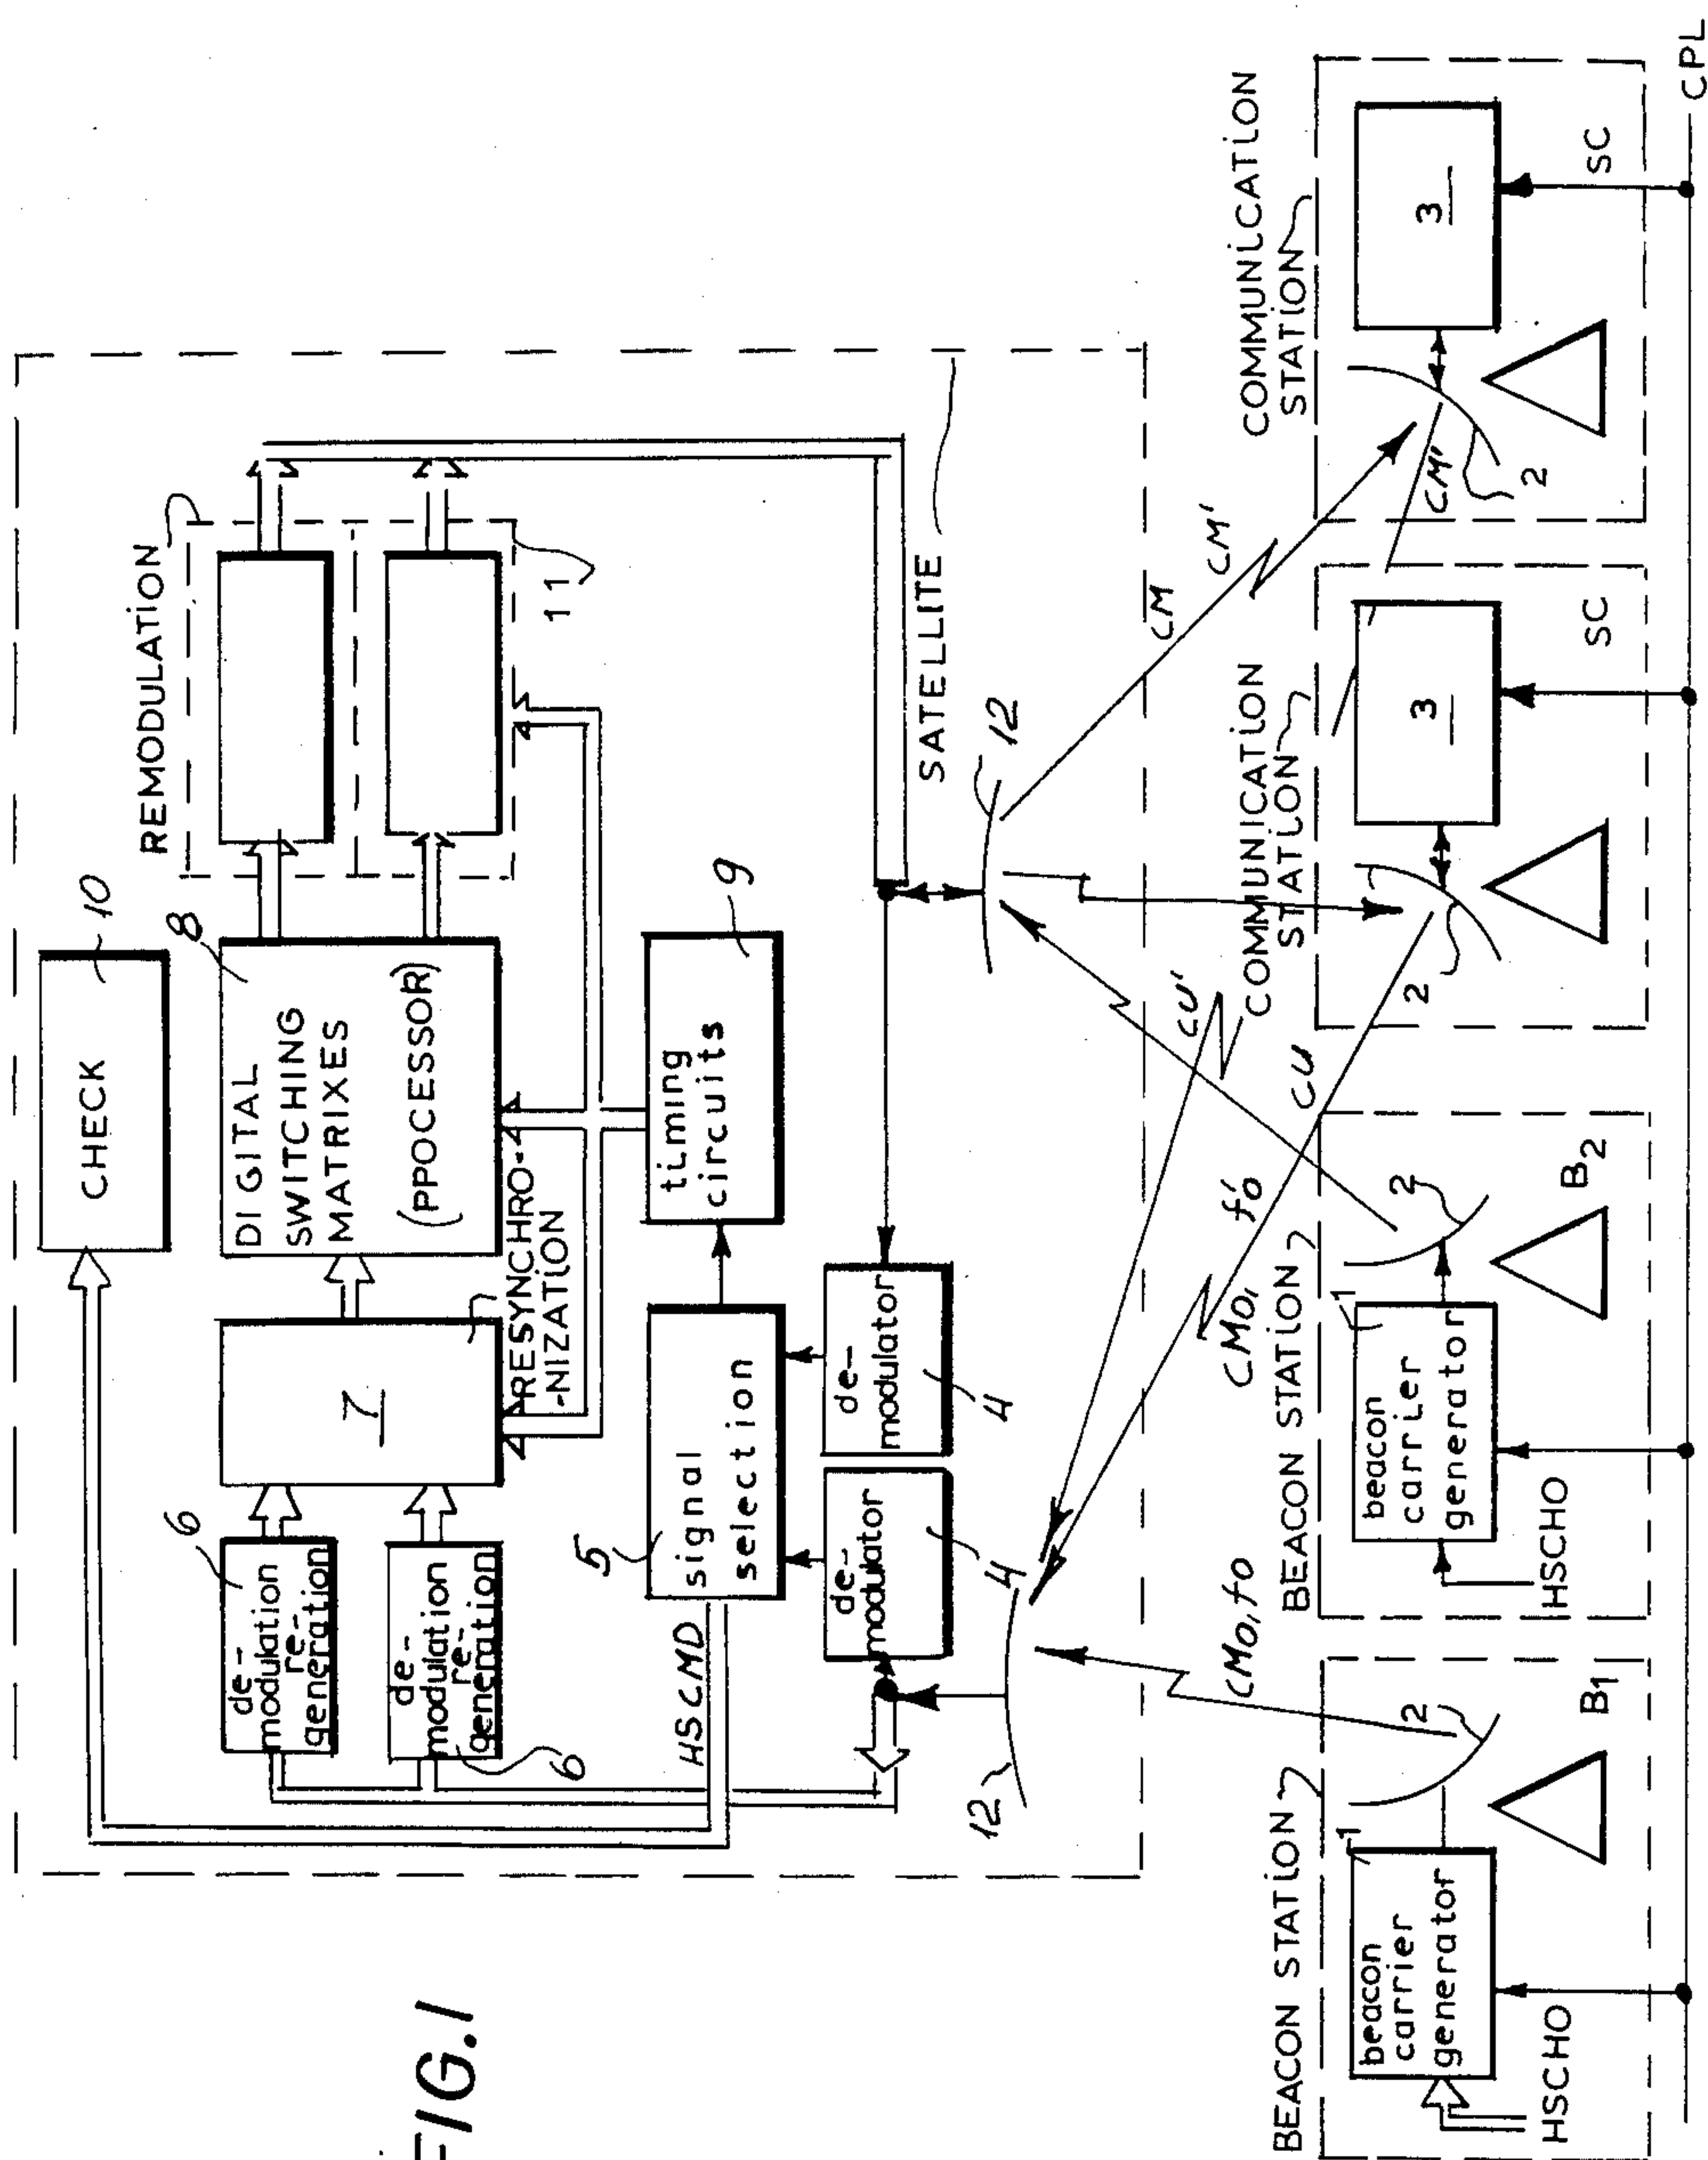 FIG.1
10
CHECK
REMODULATION
6
de-
modulation
re-
generation
de-
modulation
re-
generation
6
7
RESYNCHRO-
-NIZATION
8
DIGITAL
SWITCHING
MATRIXES
(PPOCESSOR)
11
HSCMD
5
signal
selection
timing
circuits
9
de-
modulator
4
de-
modulator
4
SATELLITE
12
12
CMo,fo
CMo, f'o
CU
CU'
CM
CM'
CM'
BEACON STATION
1
beacon
carrier
generator
2
B1
HSCHO
BEACON STATION
1
beacon
carrier
generator
2
B2
HSCHO
COMMUNICATION
STATION
2
3
SC
COMMUNICATION
STATION
2
3
SC
CPL